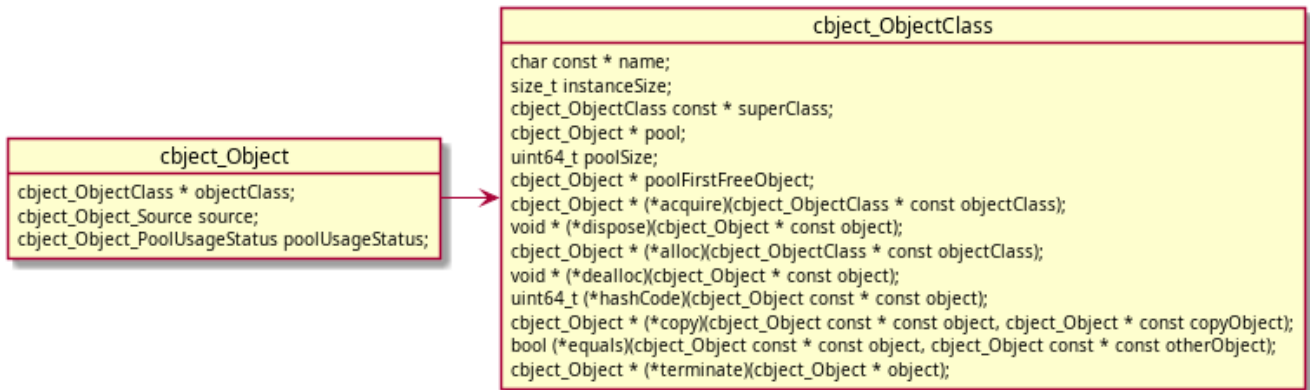 cbject_Object
cbject_ObjectClass * objectClass;
cbject_Object_Source source;
cbject_Object_PoolUsageStatus poolUsageStatus;
cbject_ObjectClass
char const * name;
size_t instanceSize;
cbject_ObjectClass const * superClass;
cbject_Object * pool;
uint64_t poolSize;
cbject_Object * poolFirstFreeObject;
cbject_Object * (*acquire)(cbject_ObjectClass * const objectClass);
void * (*dispose)(cbject_Object * const object);
cbject_Object * (*alloc)(cbject_ObjectClass * const objectClass);
void * (*dealloc)(cbject_Object * const object);
uint64_t (*hashCode)(cbject_Object const * const object);
cbject_Object * (*copy)(cbject_Object const * const object, cbject_Object * const copyObject);
bool (*equals)(cbject_Object const * const object, cbject_Object const * const otherObject);
cbject_Object * (*terminate)(cbject_Object * object);